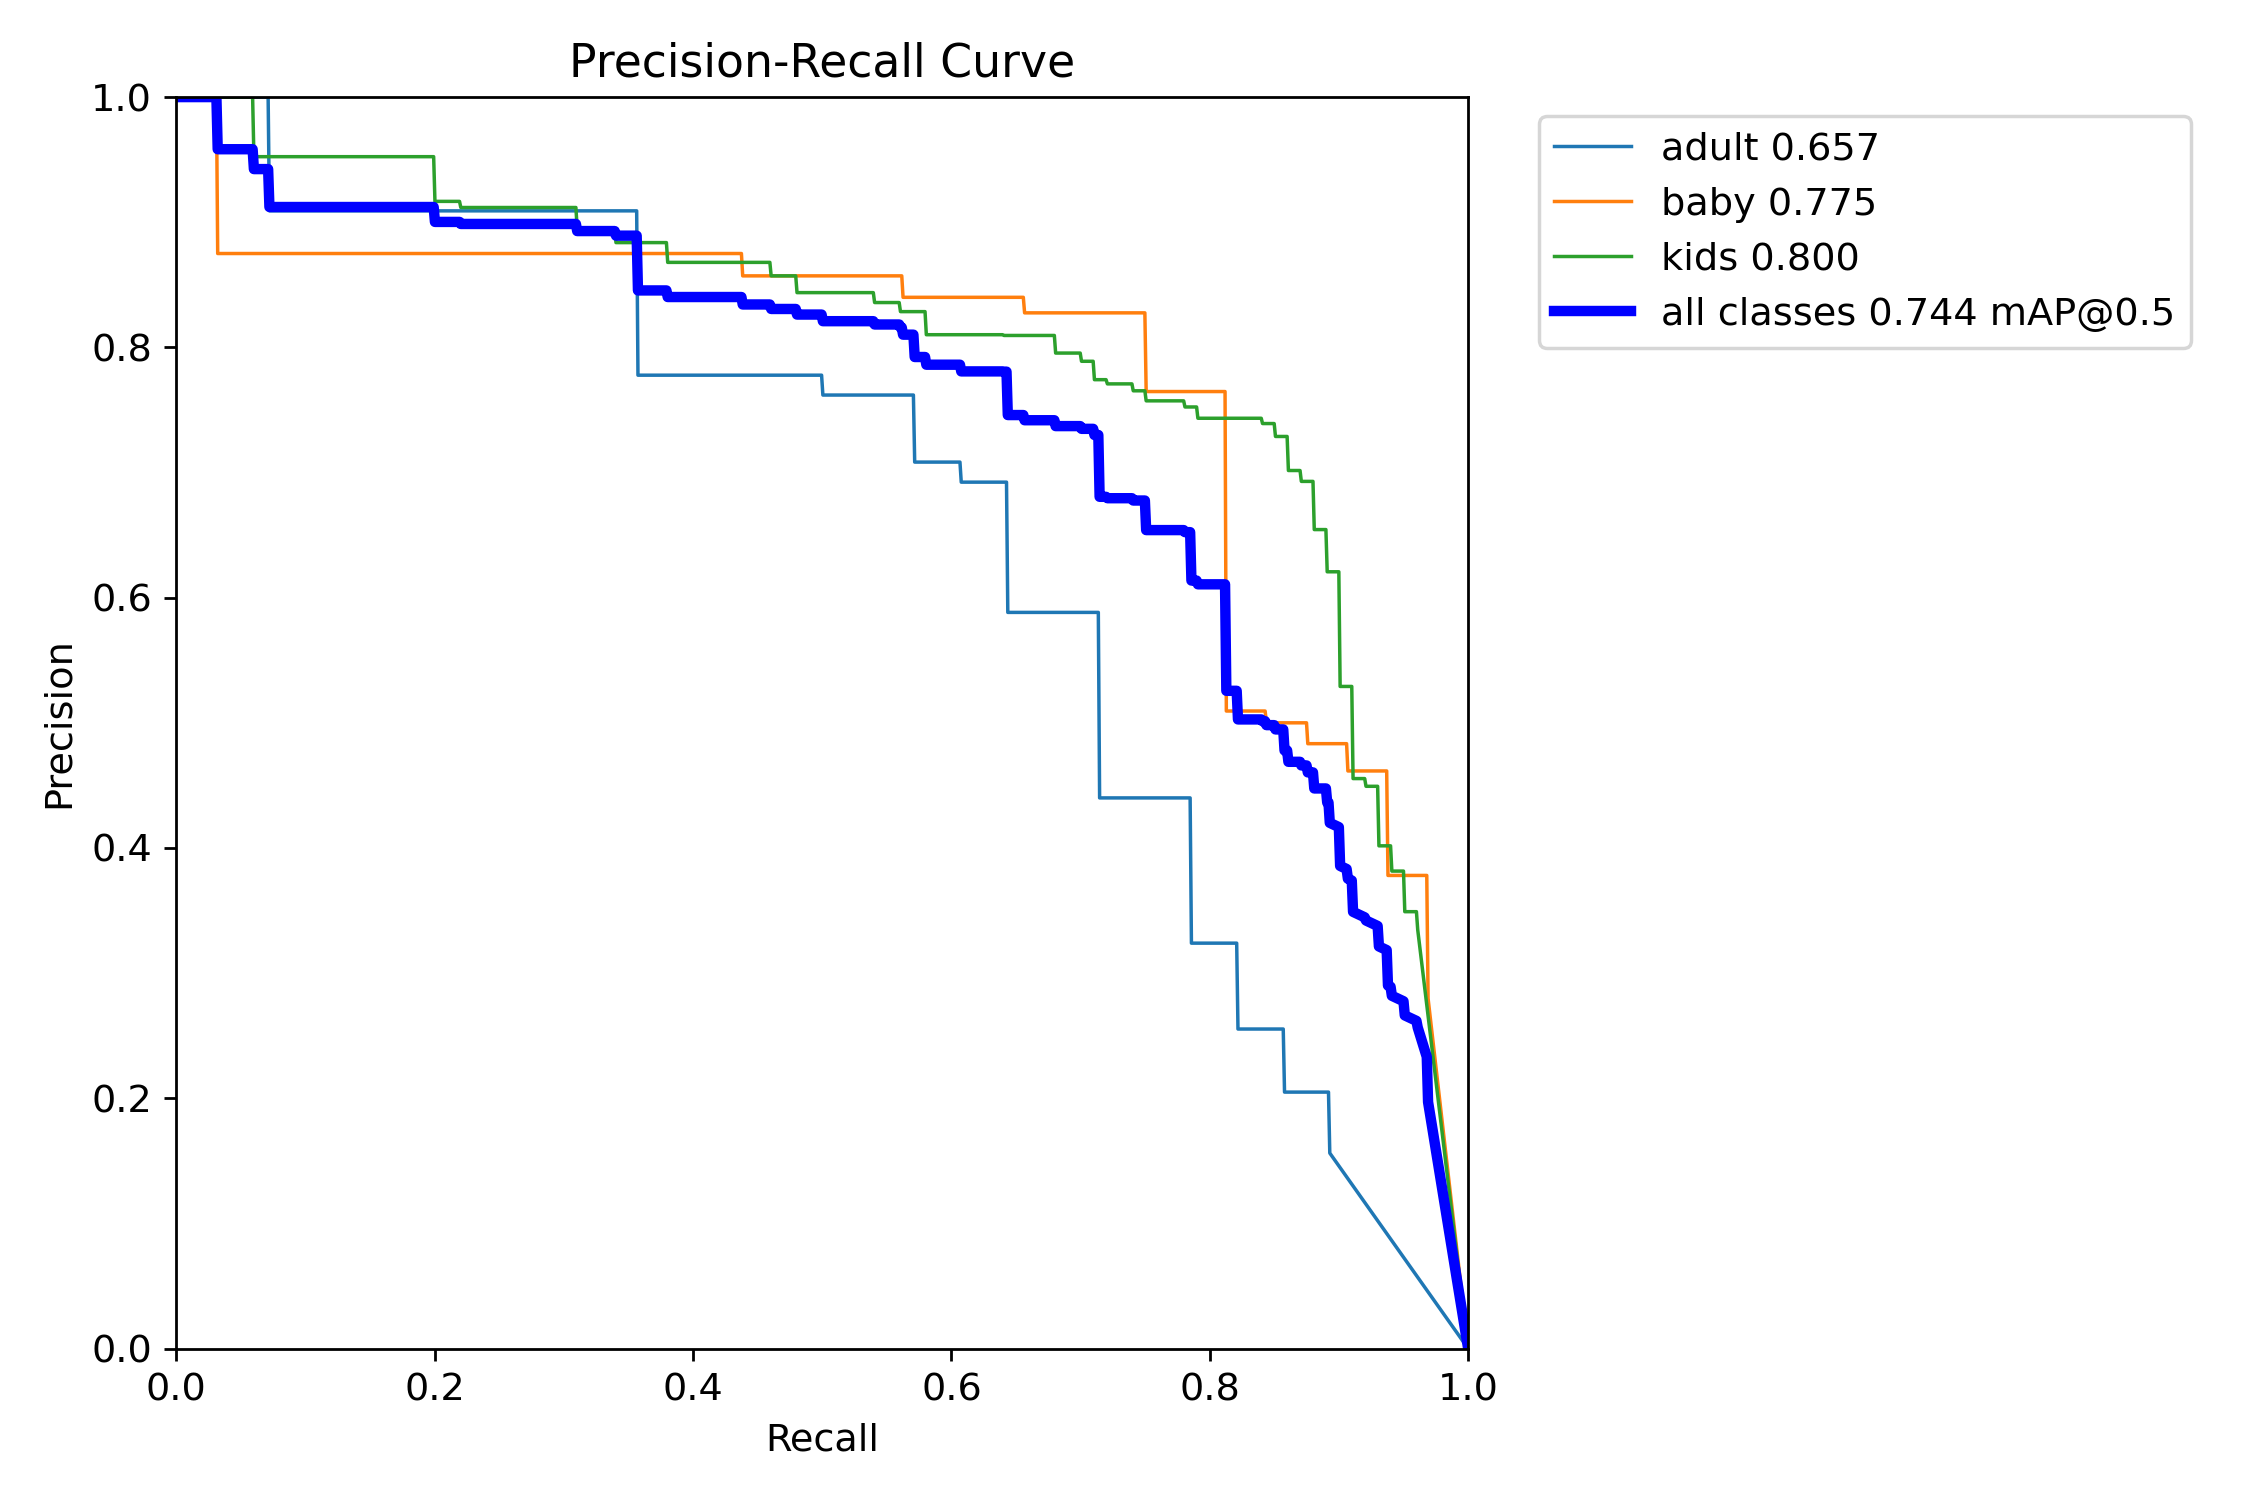 Precision-Recall Curve
1.0
0.8
0.6
0.4
0.2
0.0
Precision
0.0 0.2 0.4 0.6 0.8 1.0
Recall
adult 0.657
baby 0.775
kids 0.800
all classes 0.744 mAP@0.5